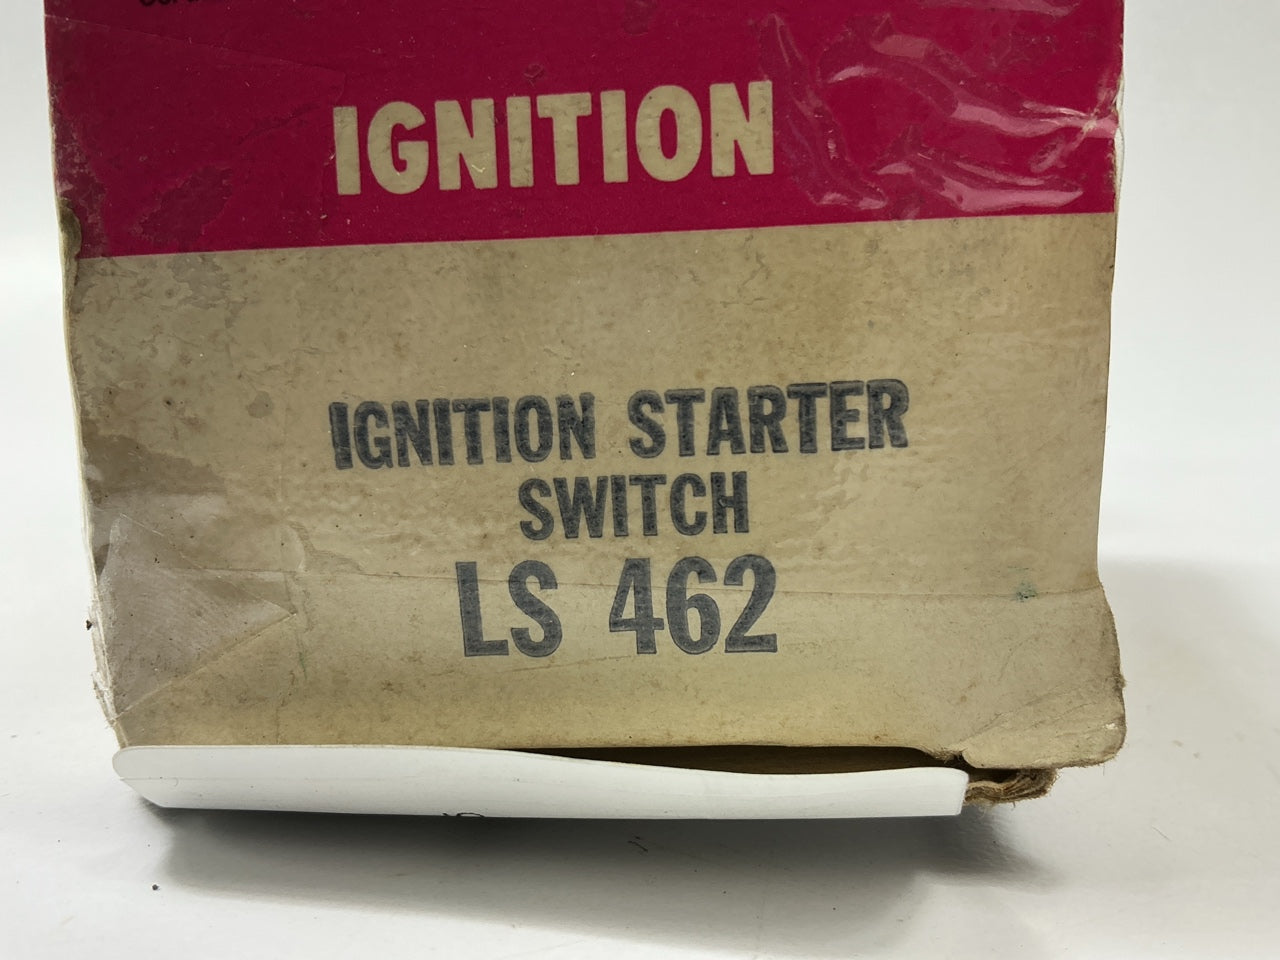 IGNITION
IGNITION STARTER
SWITCH
LS 462